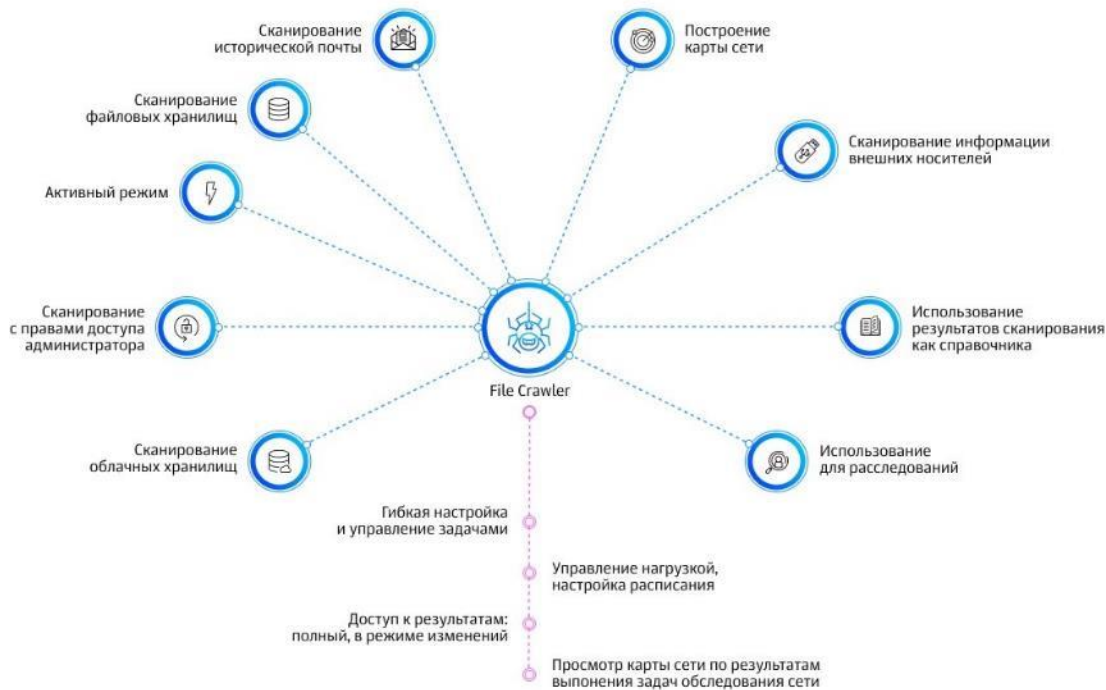 Сканирование
исторической почты
Построение
карты сети
Сканирование
файловых хранилищ
Сканирование информации
внешних носителей
Активный режим
Сканирование
с правами доступа
администратора
Использование
результатов сканирования
как справочника
File Crawler
Сканирование
облачных хранилищ
Использование
для расследований
Гибкая настройка
и управление задачами
Управление нагрузкой,
настройка расписания
Доступ к результатам:
полный, в режиме изменений
Просмотр карты сети по результатам
выпонения задач обследования сети